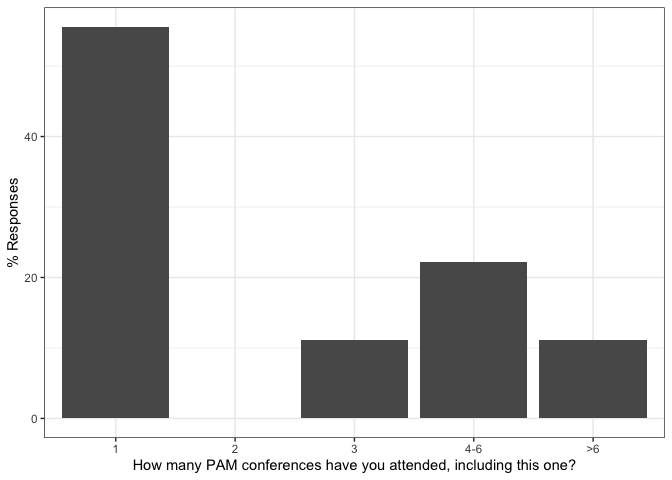 % Responses
40
20
0
1 2 3 4-6 >6
How many PAM conferences have you attended, including this one?